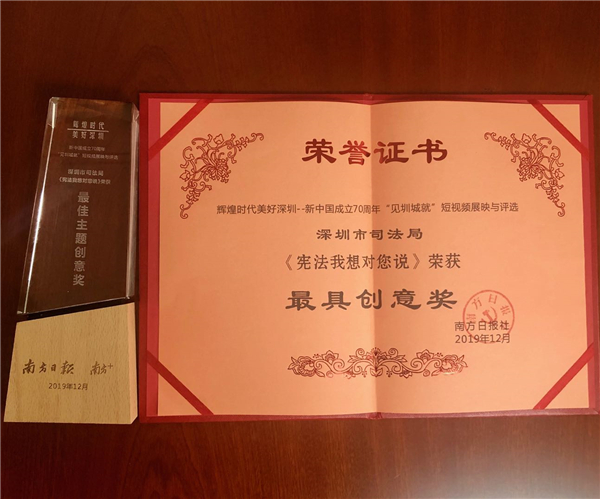 辉煌时代
美好深圳
新中国成立70周年
“见圳城就”短视频展映与评选
深圳市司法局
《宪法我想对您说》荣获
最佳主题创意奖
南方日报 南方+
2019年12月
荣誉证书
辉煌时代美好深圳--新中国成立70周年“见圳城就”短视频展映与评选
深圳市司法局
《宪法我想对您说》荣获
最具创意奖
南方日报社
2019年12月